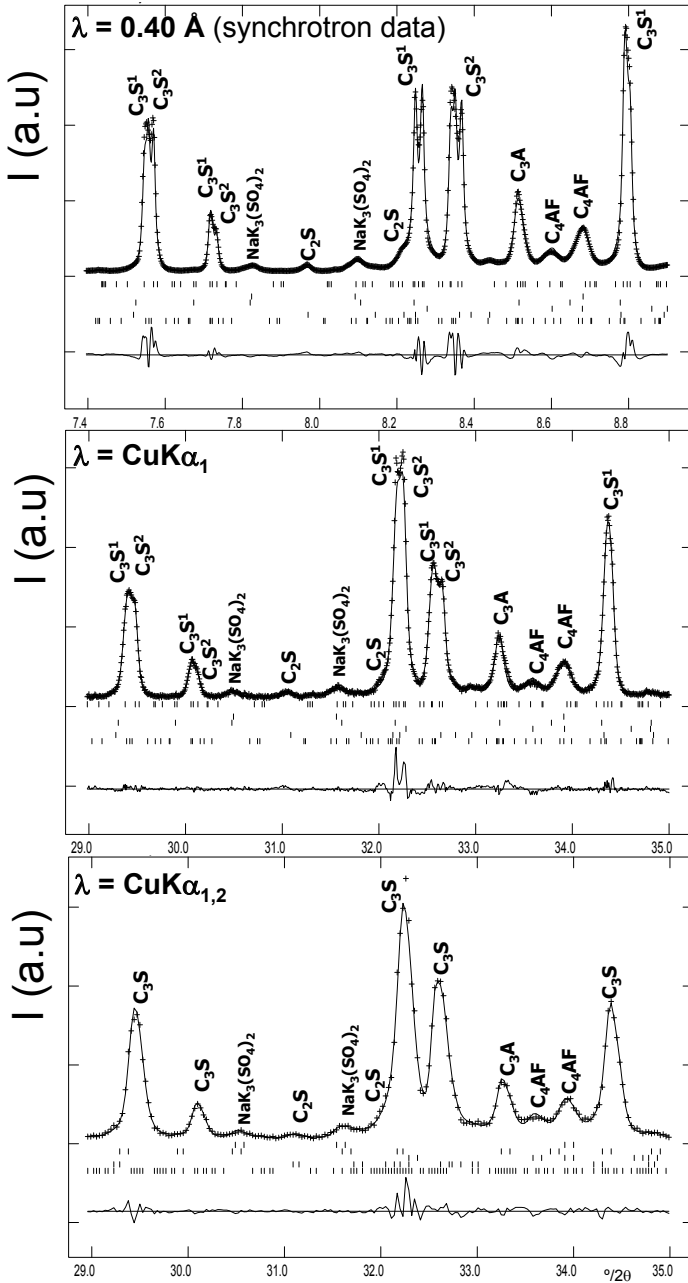 λ = 0.40 Å (synchrotron data)
I (a.u)
C₃S¹
C₃S²
C₃S¹
C₃S²
NaK₃(SO₄)₂
C₂S
NaK₃(SO₄)₂
C₂S
C₃S¹
C₃S²
C₃A
C₄AF
C₄AF
C₃S¹
7.4 7.6 7.8 8.0 8.2 8.4 8.6 8.8
λ = CuKα₁
I (a.u)
C₃S¹
C₃S²
C₃S¹
C₃S²
NaK₃(SO₄)₂
C₂S
NaK₃(SO₄)₂
C₂S
C₃S¹
C₃S²
C₃S¹
C₃S²
C₃A
C₄AF
C₄AF
C₃S¹
29.0 30.0 31.0 32.0 33.0 34.0 35.0
λ = CuKα₁,₂
I (a.u)
C₃S
C₃S
NaK₃(SO₄)₂
C₂S
NaK₃(SO₄)₂
C₂S
C₃S
C₃S
C₃A
C₄AF
C₄AF
C₃S
29.0 30.0 31.0 32.0 33.0 34.0 35.0
º/2θ